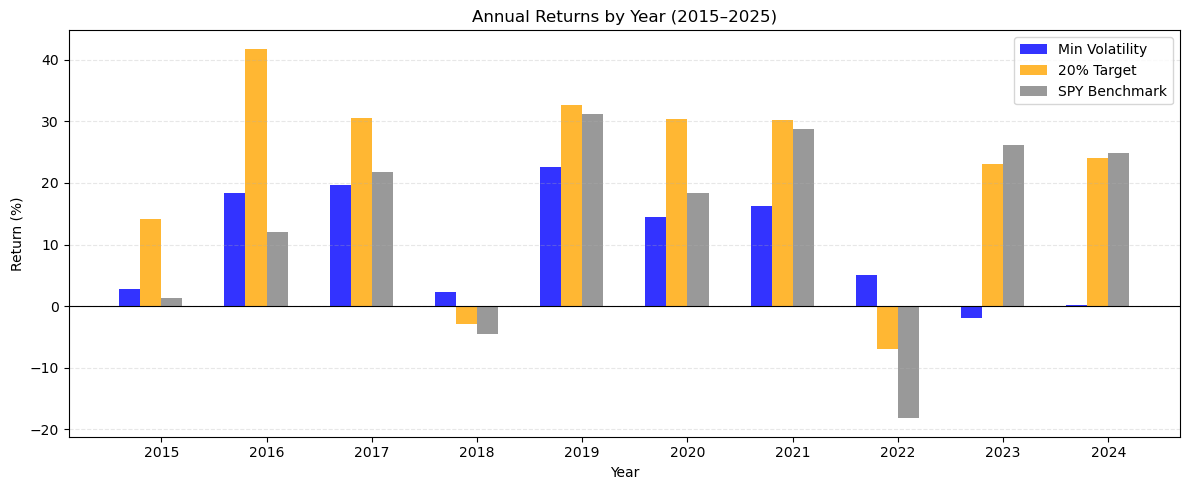 Annual Returns by Year (2015–2025)
Min Volatility
20% Target
SPY Benchmark
Return (%)
40
30
20
10
0
−10
−20
2015 2016 2017 2018 2019 2020 2021 2022 2023 2024
Year